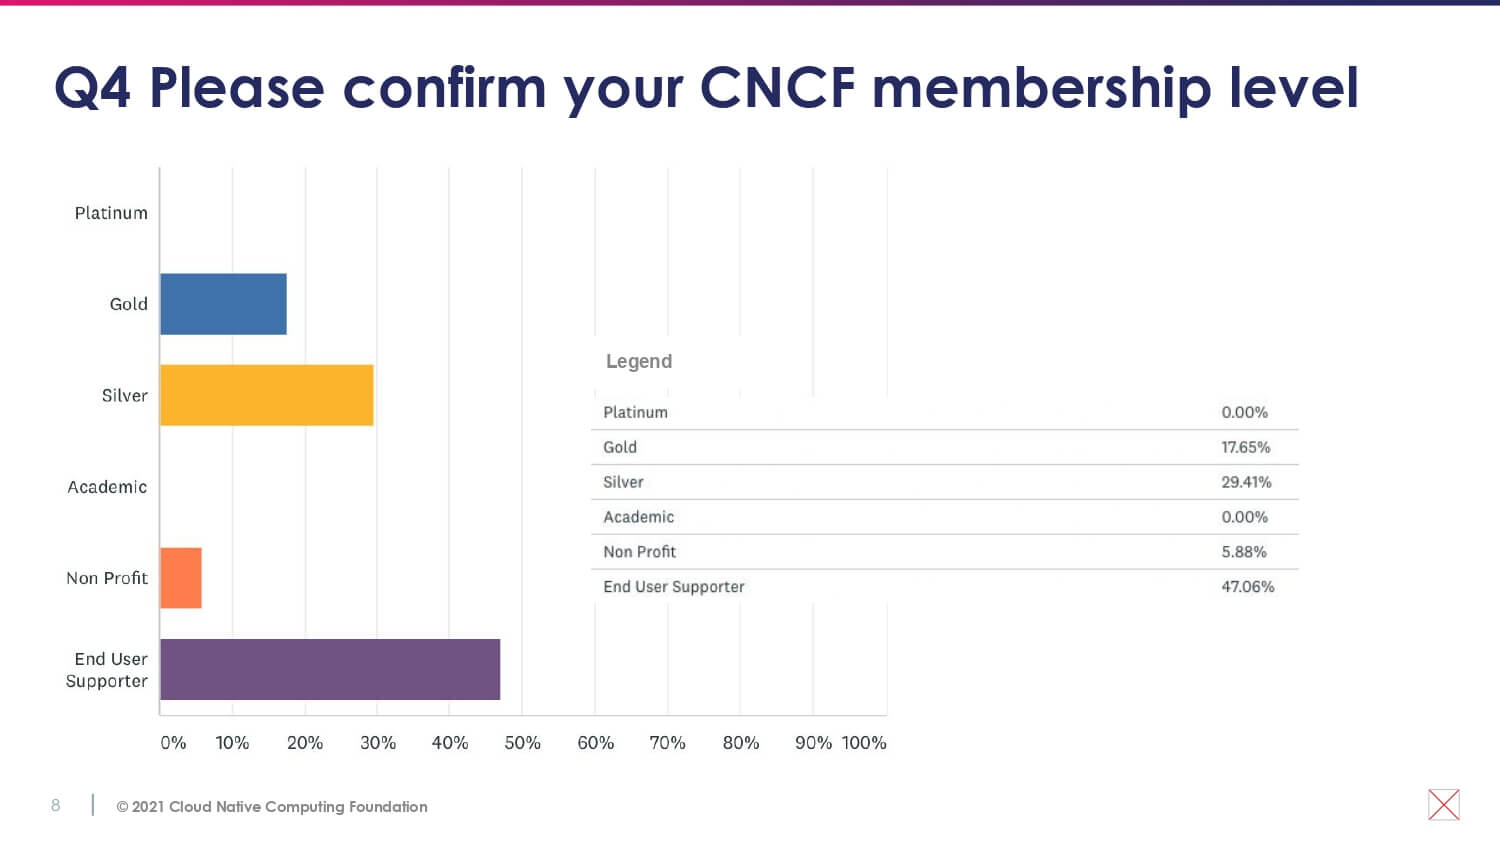 Q4 Please confirm your CNCF membership level
Platinum
Gold
Silver
Academic
Non Profit
End User
Supporter
0% 10% 20% 30% 40% 50% 60% 70% 80% 90% 100%
Legend
Platinum 0.00%
Gold 17.65%
Silver 29.41%
Academic 0.00%
Non Profit 5.88%
End User Supporter 47.06%
8 © 2021 Cloud Native Computing Foundation